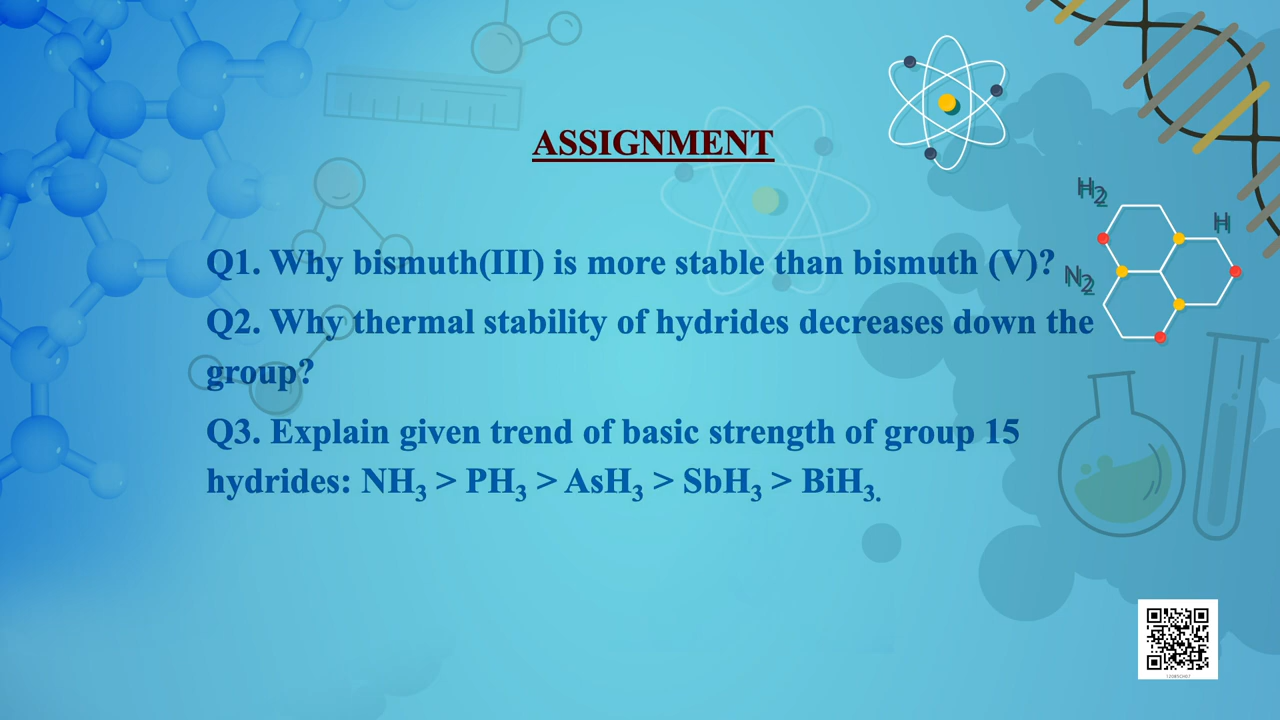 ASSIGNMENT
H₂
H
Q1. Why bismuth(III) is more stable than bismuth (V)?
N₂
Q2. Why thermal stability of hydrides decreases down the
group?
Q3. Explain given trend of basic strength of group 15
hydrides: NH₃ > PH₃ > AsH₃ > SbH₃ > BiH₃.